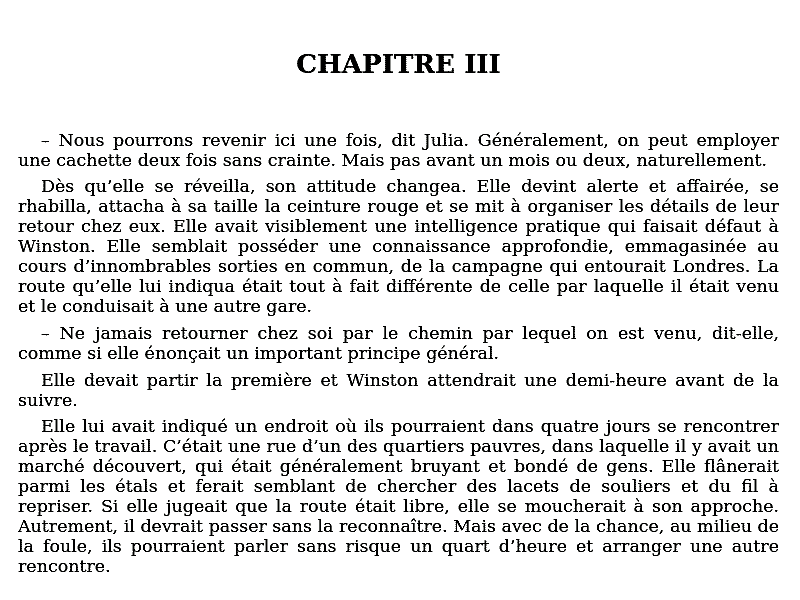 CHAPITRE III
– Nous pourrons revenir ici une fois, dit Julia. Généralement, on peut employer
une cachette deux fois sans crainte. Mais pas avant un mois ou deux, naturellement.
Dès qu’elle se réveilla, son attitude changea. Elle devint alerte et affairée, se
rhabilla, attacha à sa taille la ceinture rouge et se mit à organiser les détails de leur
retour chez eux. Elle avait visiblement une intelligence pratique qui faisait défaut à
Winston. Elle semblait posséder une connaissance approfondie, emmagasinée au
cours d’innombrables sorties en commun, de la campagne qui entourait Londres. La
route qu’elle lui indiqua était tout à fait différente de celle par laquelle il était venu
et le conduisait à une autre gare.
– Ne jamais retourner chez soi par le chemin par lequel on est venu, dit-elle,
comme si elle énonçait un important principe général.
Elle devait partir la première et Winston attendrait une demi-heure avant de la
suivre.
Elle lui avait indiqué un endroit où ils pourraient dans quatre jours se rencontrer
après le travail. C’était une rue d’un des quartiers pauvres, dans laquelle il y avait un
marché découvert, qui était généralement bruyant et bondé de gens. Elle flânerait
parmi les étals et ferait semblant de chercher des lacets de souliers et du fil à
repriser. Si elle jugeait que la route était libre, elle se moucherait à son approche.
Autrement, il devrait passer sans la reconnaître. Mais avec de la chance, au milieu de
la foule, ils pourraient parler sans risque un quart d’heure et arranger une autre
rencontre.